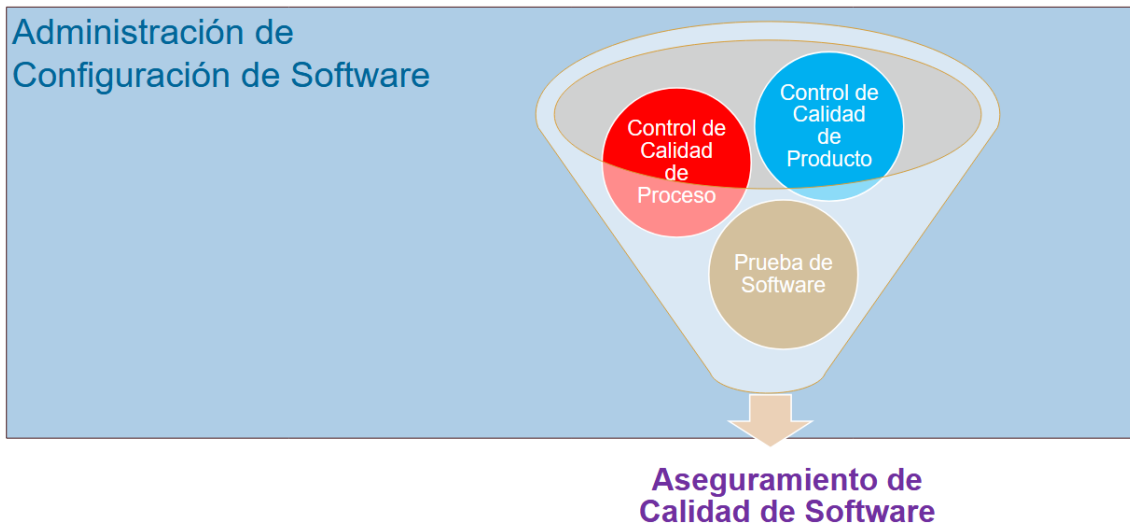 Administración de
Configuración de Software
Control de
Calidad
de
Proceso
Control de
Calidad
de
Producto
Prueba de
Software
Aseguramiento de
Calidad de Software